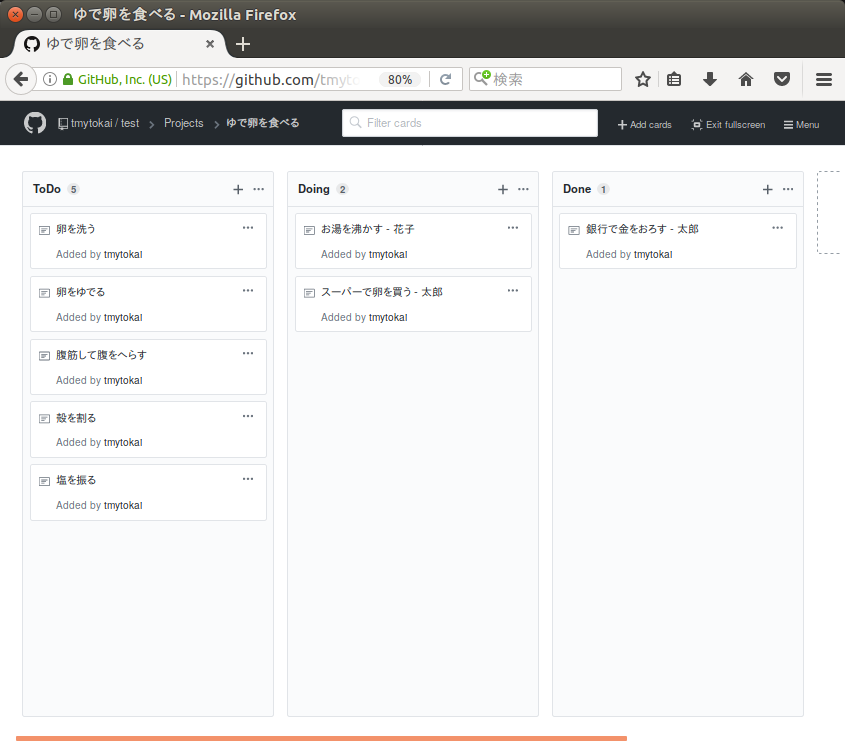 ゆで卵を食べる - Mozilla Firefox
ゆで卵を食べる
GitHub, Inc. (US) https://github.com/tmyto 80% 検索
tmytokai / test Projects ゆで卵を食べる Filter cards Add cards Exit fullscreen Menu
ToDo 5
卵を洗う
Added by tmytokai
卵をゆでる
Added by tmytokai
腹筋して腹をへらす
Added by tmytokai
殻を割る
Added by tmytokai
塩を振る
Added by tmytokai
Doing 2
お湯を沸かす - 花子
Added by tmytokai
スーパーで卵を買う - 太郎
Added by tmytokai
Done 1
銀行で金をおろす - 太郎
Added by tmytokai